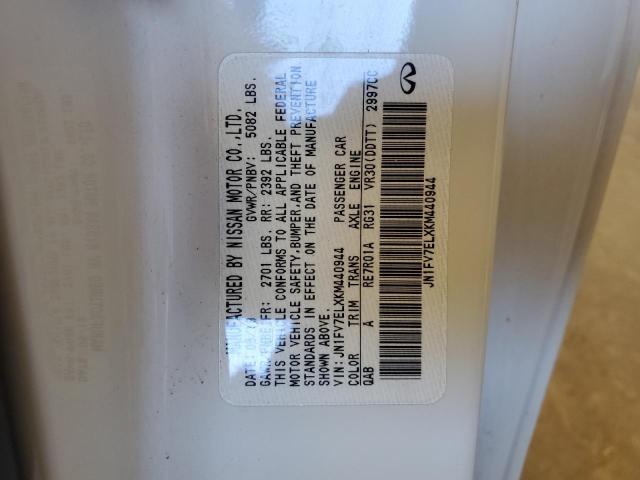 MANUFACTURED BY NISSAN MOTOR CO.,LTD.
DATE: GVWR/PNBV: 5082 LBS.
FR: 2701 LBS. RR: 2392 LBS.
THIS VEHICLE CONFORMS TO ALL APPLICABLE FEDERAL
MOTOR VEHICLE SAFETY,BUMPER,AND THEFT PREVENTION
STANDARDS IN EFFECT ON THE DATE OF MANUFACTURE
SHOWN ABOVE.
VIN: JN1FV7ELXKM440944 PASSENGER CAR
COLOR TRIM TRANS AXLE ENGINE
QAB A RE7R01A RG31 VR30(DDTT) 2997CC
JN1FV7ELXKM440944